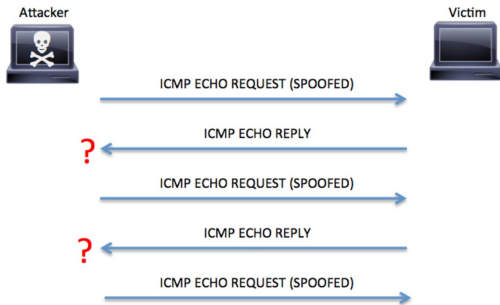 Attacker
Victim
ICMP ECHO REQUEST (SPOOFED)
ICMP ECHO REPLY
?
ICMP ECHO REQUEST (SPOOFED)
ICMP ECHO REPLY
?
ICMP ECHO REQUEST (SPOOFED)